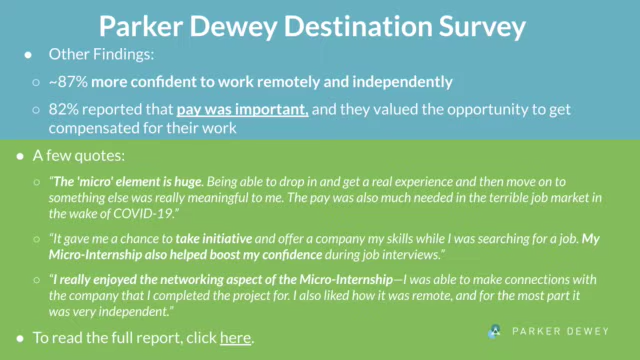 Parker Dewey Destination Survey
● Other Findings:
○ ~87% more confident to work remotely and independently
○ 82% reported that pay was important, and they valued the opportunity to get
compensated for their work
● A few quotes:
○ “The 'micro' element is huge. Being able to drop in and get a real experience and then move on to
something else was really meaningful to me. The pay was also much needed in the terrible job market in
the wake of COVID-19.”
○ “It gave me a chance to take initiative and offer a company my skills while I was searching for a job. My
Micro-Internship also helped boost my confidence during job interviews.”
○ “I really enjoyed the networking aspect of the Micro-Internship—I was able to make connections with
the company that I completed the project for. I also liked how it was remote, and for the most part it
was very independent.”
● To read the full report, click here.
PARKER DEWEY